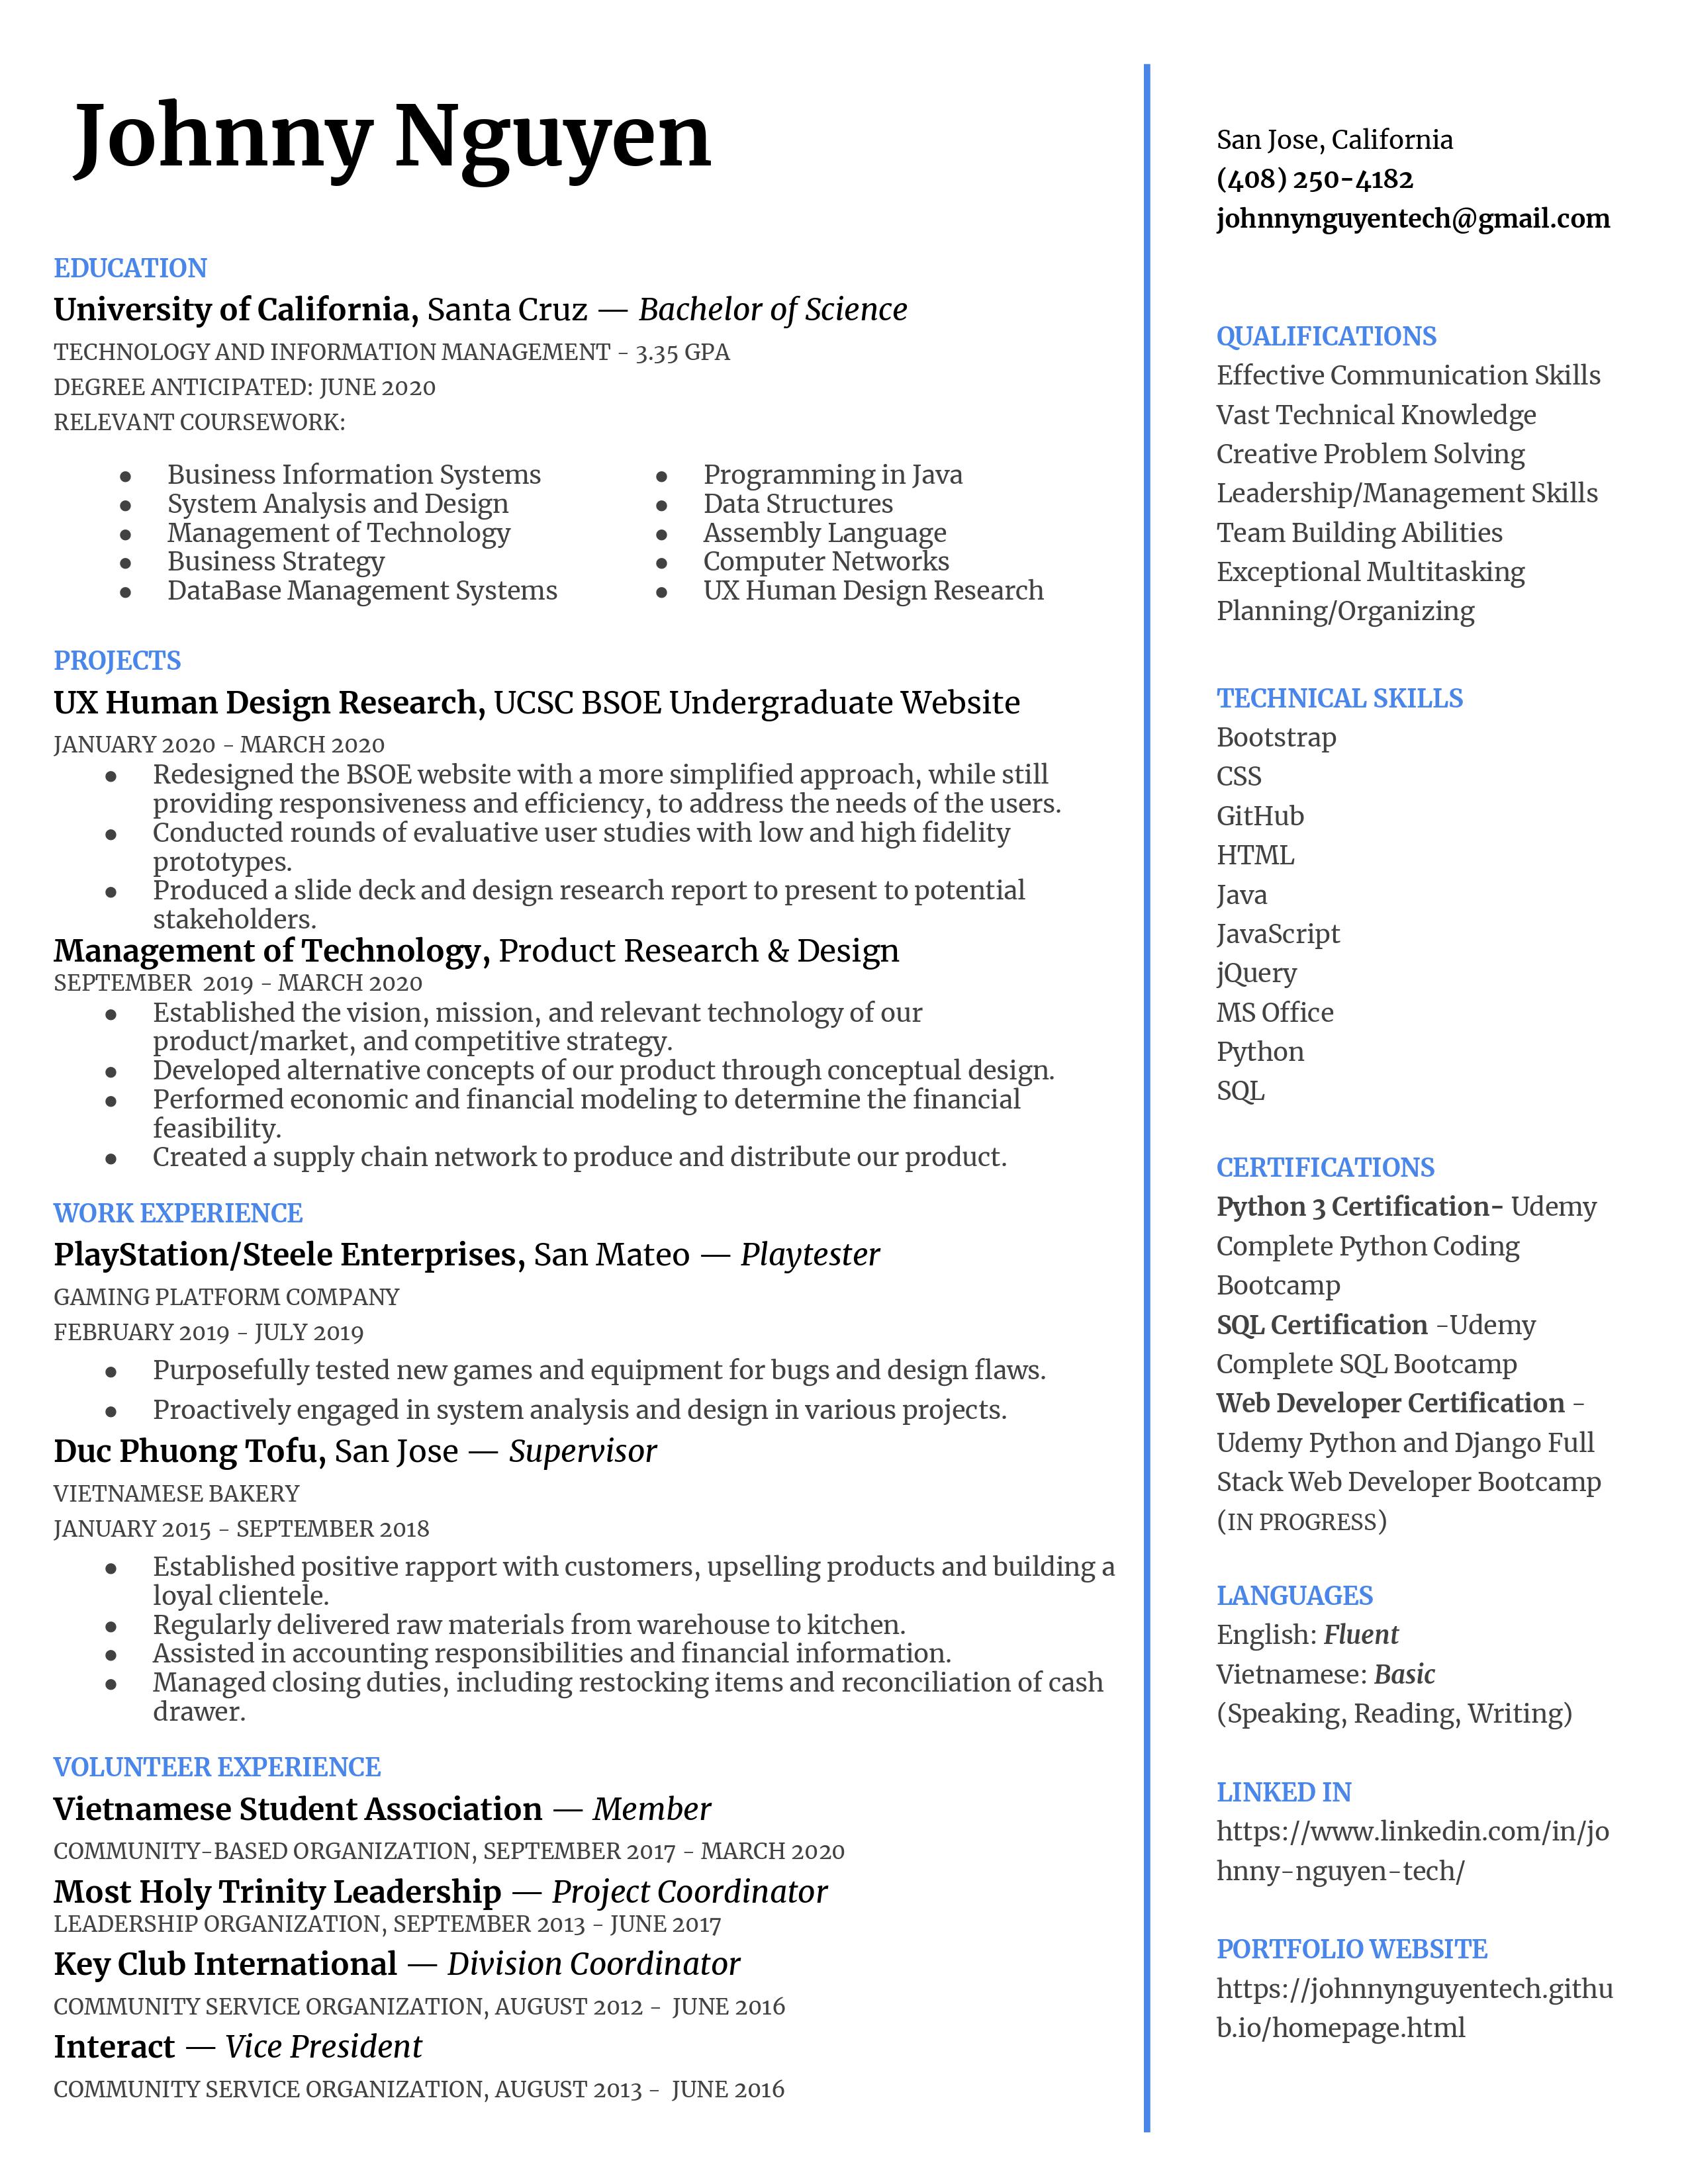 Johnny Nguyen
EDUCATION
University of California, Santa Cruz — Bachelor of Science
TECHNOLOGY AND INFORMATION MANAGEMENT - 3.35 GPA
DEGREE ANTICIPATED: JUNE 2020
RELEVANT COURSEWORK:
● Business Information Systems
● System Analysis and Design
● Management of Technology
● Business Strategy
● DataBase Management Systems
● Programming in Java
● Data Structures
● Assembly Language
● Computer Networks
● UX Human Design Research
PROJECTS
UX Human Design Research, UCSC BSOE Undergraduate Website
JANUARY 2020 - MARCH 2020
● Redesigned the BSOE website with a more simplified approach, while still
providing responsiveness and efficiency, to address the needs of the users.
● Conducted rounds of evaluative user studies with low and high fidelity
prototypes.
● Produced a slide deck and design research report to present to potential
stakeholders.
Management of Technology, Product Research & Design
SEPTEMBER 2019 - MARCH 2020
● Established the vision, mission, and relevant technology of our
product/market, and competitive strategy.
● Developed alternative concepts of our product through conceptual design.
● Performed economic and financial modeling to determine the financial
feasibility.
● Created a supply chain network to produce and distribute our product.
WORK EXPERIENCE
PlayStation/Steele Enterprises, San Mateo — Playtester
GAMING PLATFORM COMPANY
FEBRUARY 2019 - JULY 2019
● Purposefully tested new games and equipment for bugs and design flaws.
● Proactively engaged in system analysis and design in various projects.
Duc Phuong Tofu, San Jose — Supervisor
VIETNAMESE BAKERY
JANUARY 2015 - SEPTEMBER 2018
● Established positive rapport with customers, upselling products and building a
loyal clientele.
● Regularly delivered raw materials from warehouse to kitchen.
● Assisted in accounting responsibilities and financial information.
● Managed closing duties, including restocking items and reconciliation of cash
drawer.
VOLUNTEER EXPERIENCE
Vietnamese Student Association — Member
COMMUNITY-BASED ORGANIZATION, SEPTEMBER 2017 - MARCH 2020
Most Holy Trinity Leadership — Project Coordinator
LEADERSHIP ORGANIZATION, SEPTEMBER 2013 - JUNE 2017
Key Club International — Division Coordinator
COMMUNITY SERVICE ORGANIZATION, AUGUST 2012 - JUNE 2016
Interact — Vice President
COMMUNITY SERVICE ORGANIZATION, AUGUST 2013 - JUNE 2016
San Jose, California
(408) 250-4182
johnnynguyentech@gmail.com
QUALIFICATIONS
Effective Communication Skills
Vast Technical Knowledge
Creative Problem Solving
Leadership/Management Skills
Team Building Abilities
Exceptional Multitasking
Planning/Organizing
TECHNICAL SKILLS
Bootstrap
CSS
GitHub
HTML
Java
JavaScript
jQuery
MS Office
Python
SQL
CERTIFICATIONS
Python 3 Certification- Udemy
Complete Python Coding
Bootcamp
SQL Certification -Udemy
Complete SQL Bootcamp
Web Developer Certification -
Udemy Python and Django Full
Stack Web Developer Bootcamp
(IN PROGRESS)
LANGUAGES
English: Fluent
Vietnamese: Basic
(Speaking, Reading, Writing)
LINKED IN
https://www.linkedin.com/in/jo
hnny-nguyen-tech/
PORTFOLIO WEBSITE
https://johnnynguyentech.githu
b.io/homepage.html